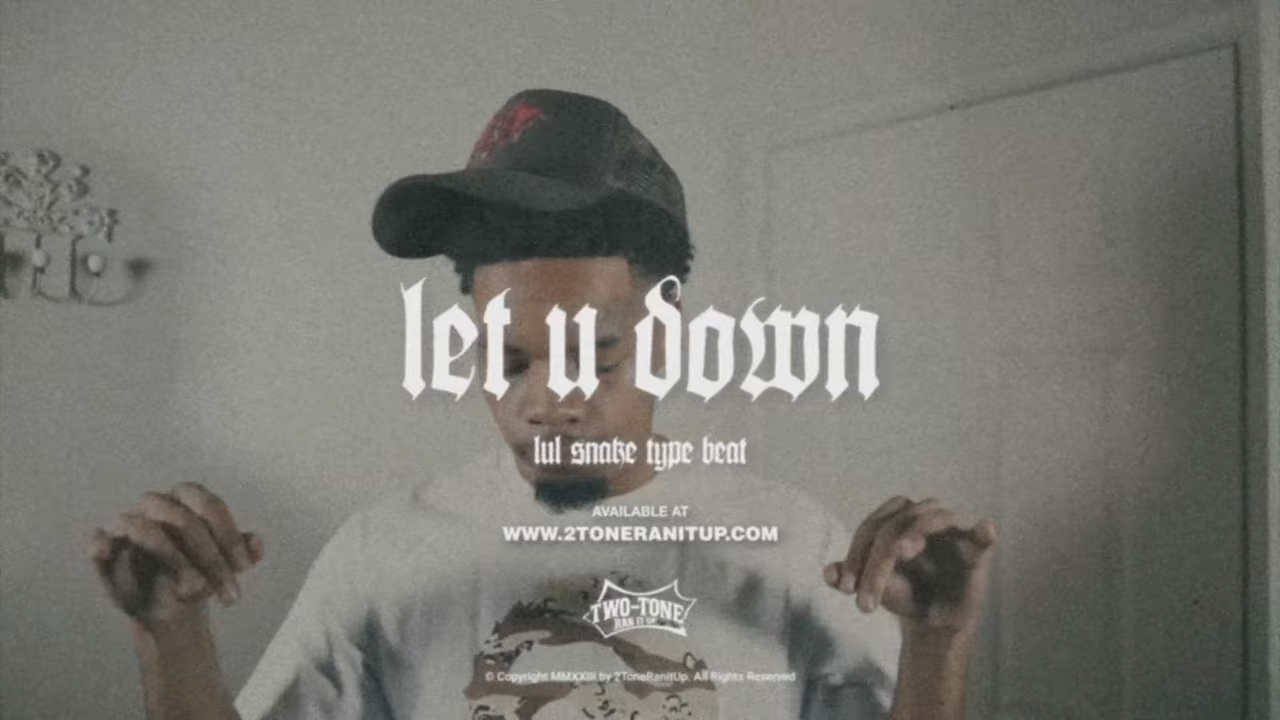 let u down
lul snake type beat
AVAILABLE AT
WWW.2TONERANITUP.COM
TWO-TONE
RAN IT UP
© Copyright MMXXIII by 2ToneRanItUp. All Rights Reserved